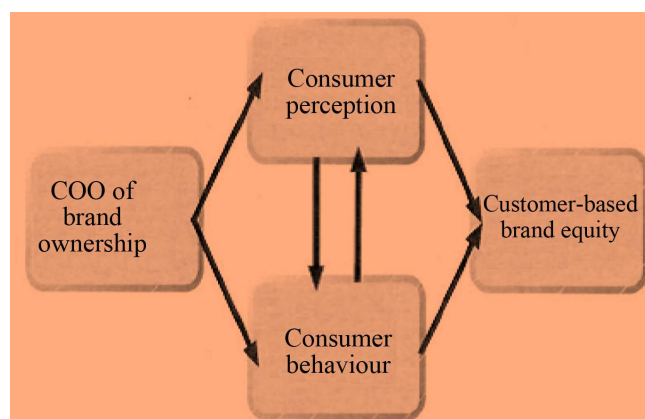 Consumer
perception
COO of
brand
ownership
Customer-based
brand equity
Consumer
behaviour